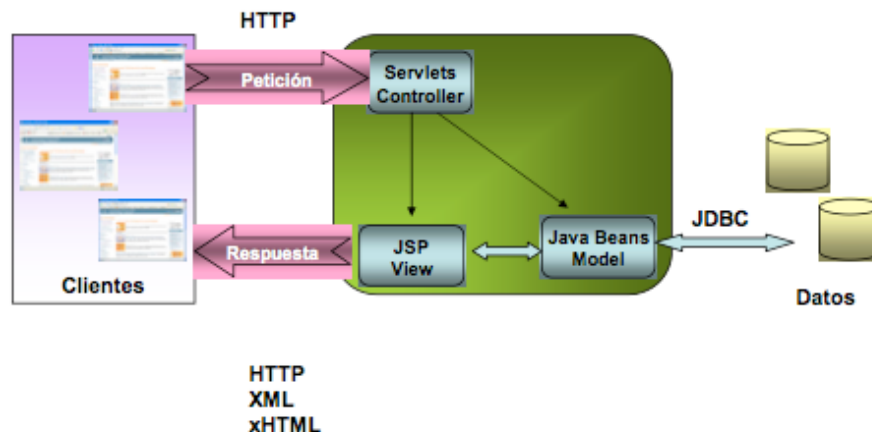 HTTP
Petición
Servlets
Controller
JDBC
Respuesta
JSP
View
Java Beans
Model
Clientes
Datos
HTTP
XML
xHTML